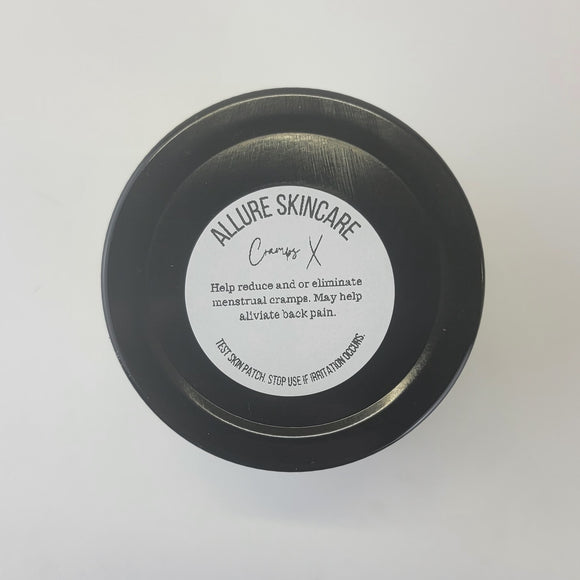 ALLURE SKINCARE
Cramps X
Help reduce and or eliminate
menstrual cramps. May help
aliviate back pain.
TEST SKIN PATCH. STOP USE IF IRRITATION OCCURS.